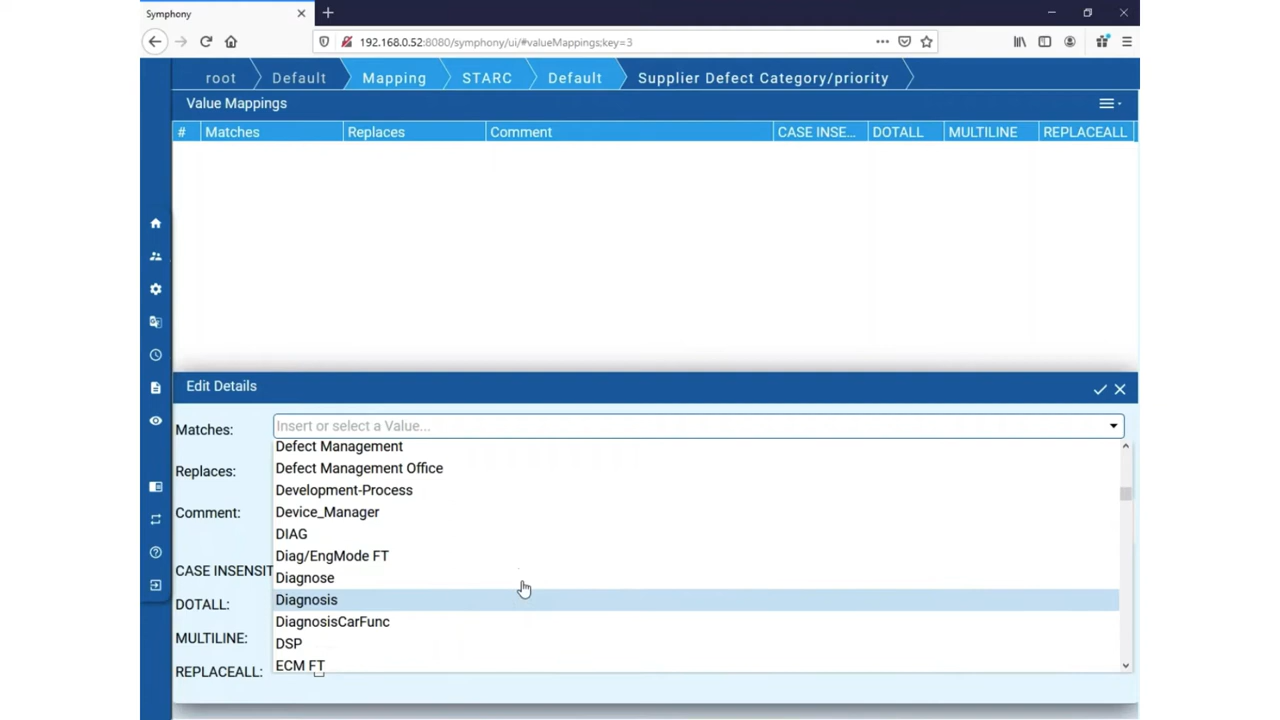 Symphony
192.168.0.52:8080/symphony/ui/#valueMappings;key=3
root Default Mapping STARC Default Supplier Defect Category/priority
Value Mappings
# Matches Replaces Comment CASE INSE... DOTALL MULTILINE REPLACEALL
Edit Details
Matches: Insert or select a Value...
Defect Management
Replaces: Defect Management Office
Development-Process
Comment: Device_Manager
DIAG
Diag/EngMode FT
CASE INSENSIT Diagnose
DOTALL: Diagnosis
DiagnosisCarFunc
MULTILINE: DSP
REPLACEALL: ECM FT